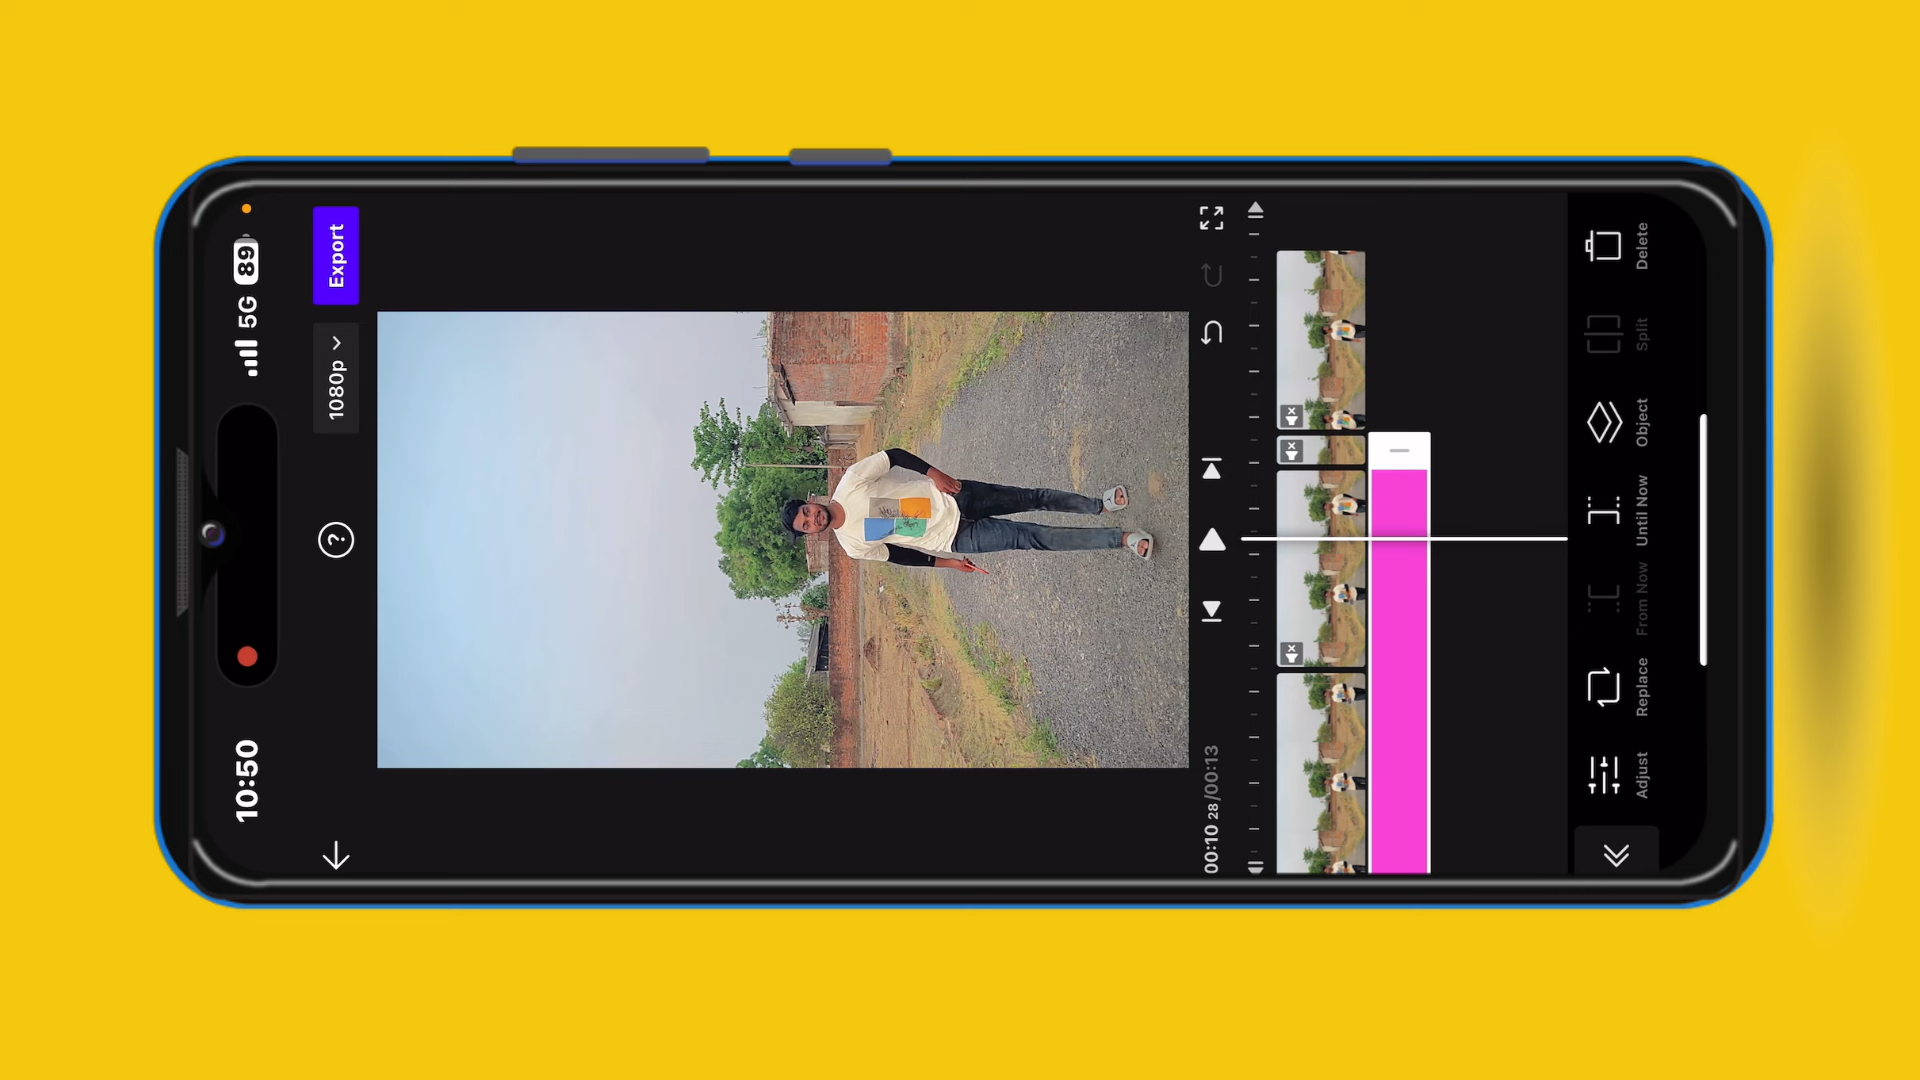 10:50
5G 89
1080p
Export
00:10 28 /00:13
Adjust
Replace
From Now
Until Now
Object
Split
Delete